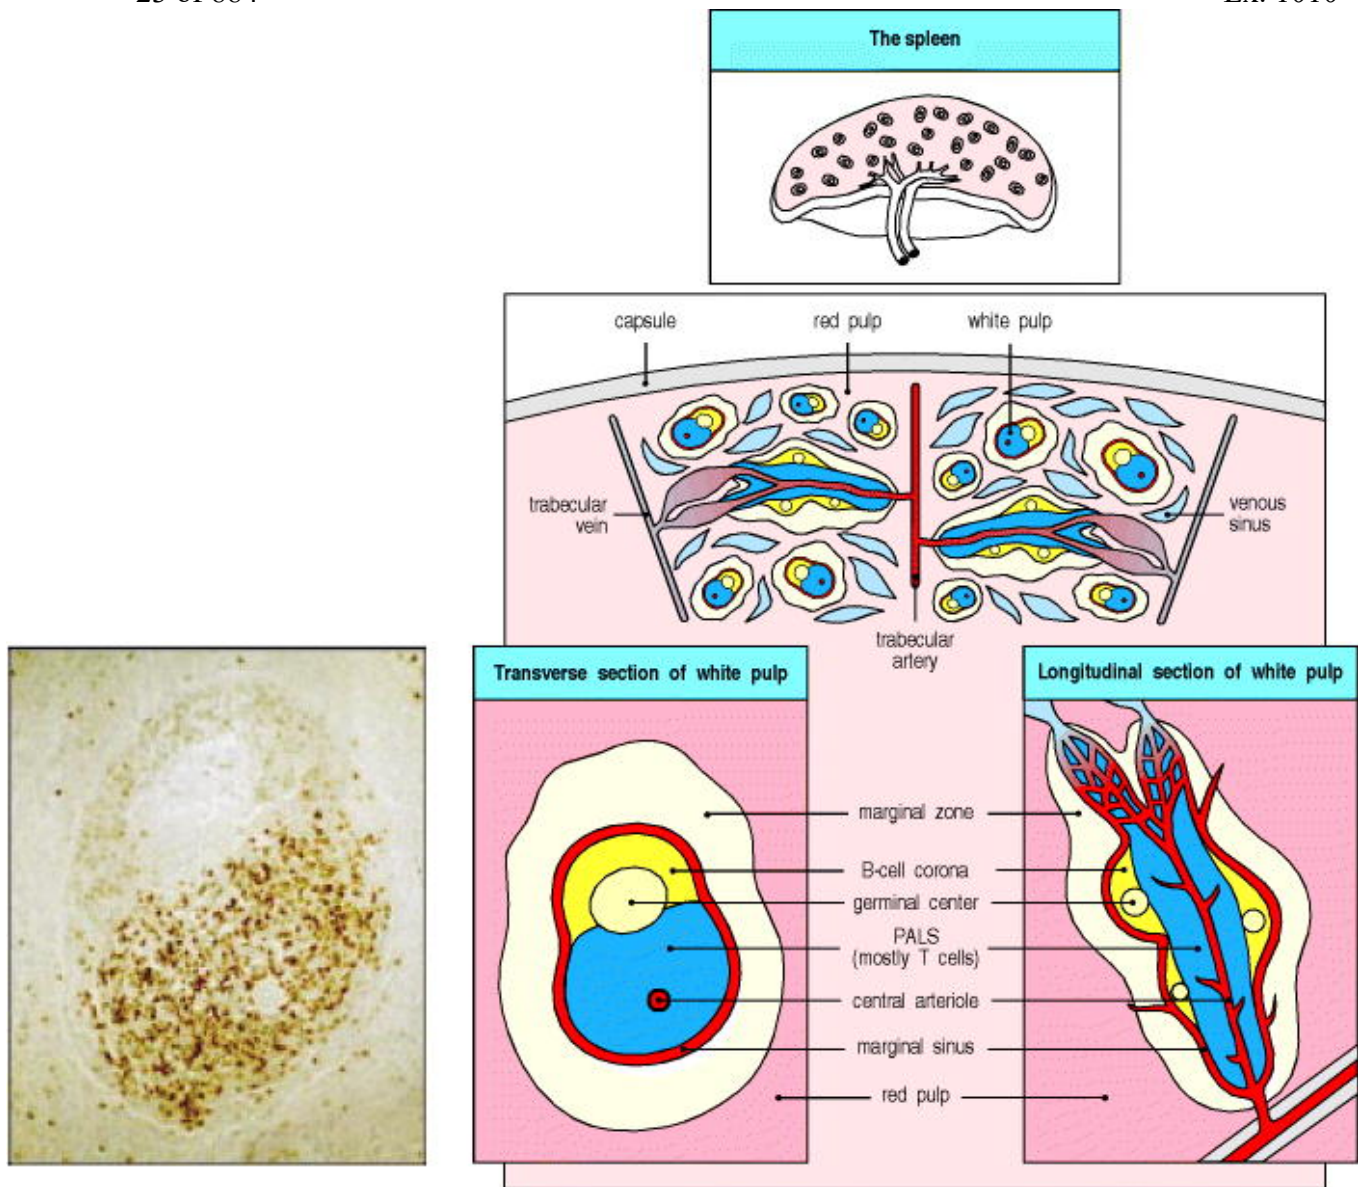 The spleen
capsule
red pulp
white pulp
trabecular
vein
venous
sinus
trabecular
artery
Transverse section of white pulp
Longitudinal section of white pulp
marginal zone
B-cell corona
germinal center
PALS
(mostly T cells)
central arteriole
marginal sinus
red pulp